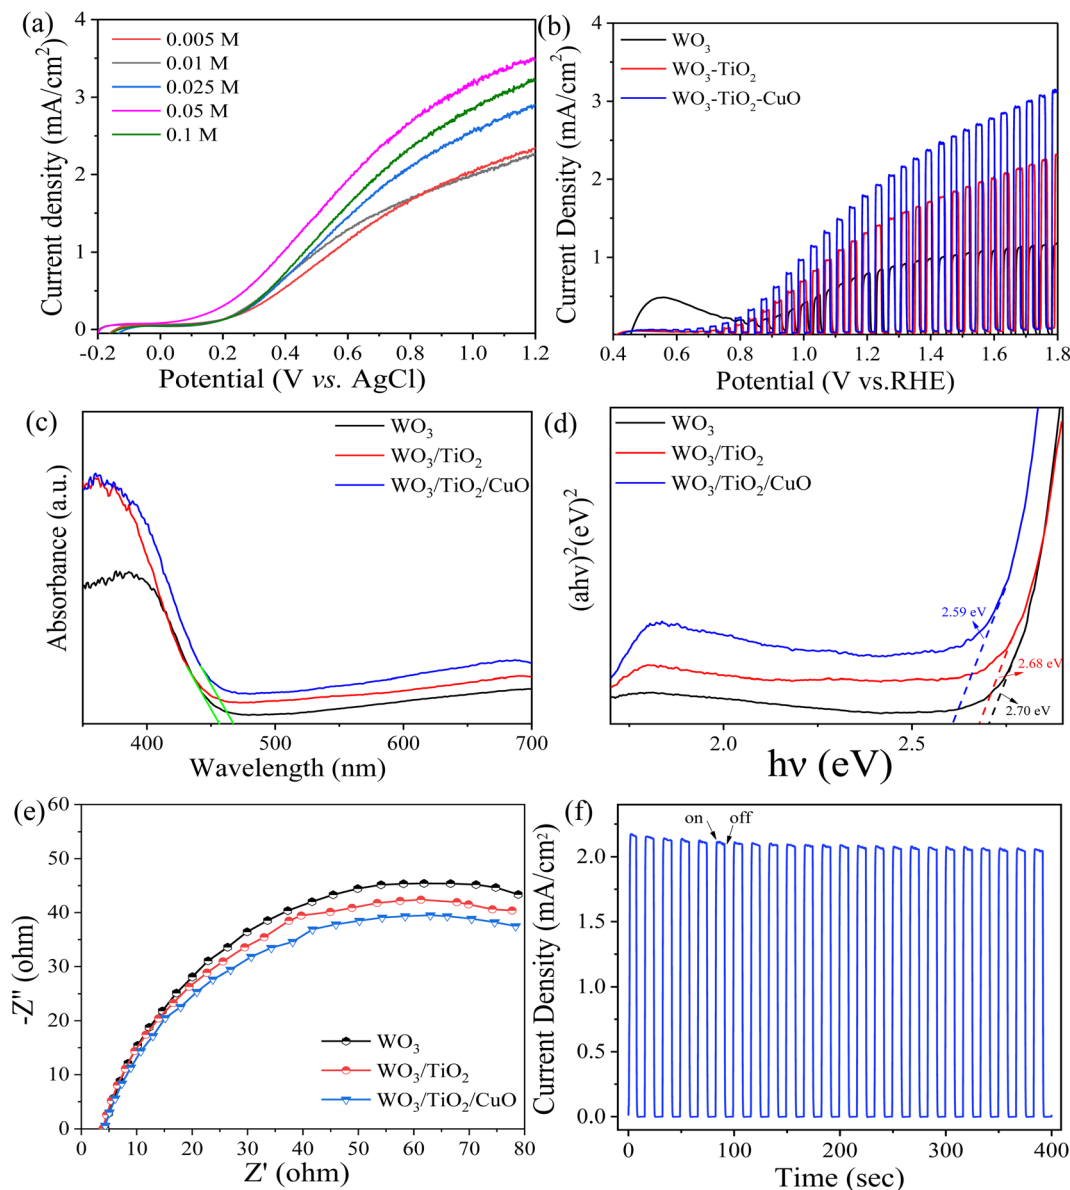 (a)
0.005 M
0.01 M
0.025 M
0.05 M
0.1 M
Current density (mA/cm²)
4
3
2
1
0
-0.2 0.0 0.2 0.4 0.6 0.8 1.0 1.2
Potential (V vs. AgCl)
(b)
WO₃
WO₃-TiO₂
WO₃-TiO₂-CuO
Current Density (mA/cm²)
4
3
2
1
0
0.4 0.6 0.8 1.0 1.2 1.4 1.6 1.8
Potential (V vs.RHE)
(c)
WO₃
WO₃/TiO₂
WO₃/TiO₂/CuO
Absorbance (a.u.)
400 500 600 700
Wavelength (nm)
(d)
WO₃
WO₃/TiO₂
WO₃/TiO₂/CuO
(ahν)²(eV)²
2.59 eV
2.68 eV
2.70 eV
2.0 2.5
hν (eV)
(e)
60
50
40
30
20
10
0
-Z" (ohm)
WO₃
WO₃/TiO₂
WO₃/TiO₂/CuO
0 10 20 30 40 50 60 70 80
Z' (ohm)
(f)
on off
Current Density (mA/cm²)
2.0
1.5
1.0
0.5
0.0
0 100 200 300 400
Time (sec)